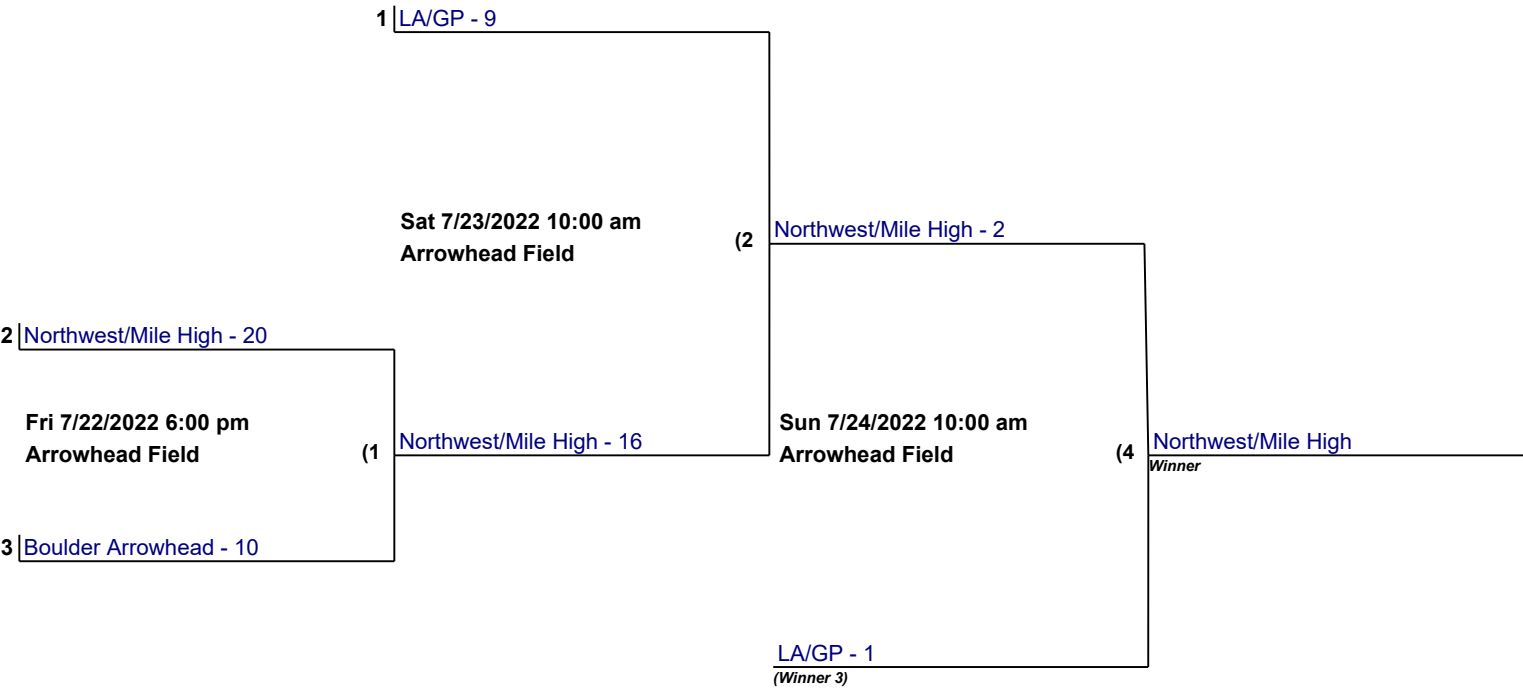 1 LA/GP - 9
Sat 7/23/2022 10:00 am
Arrowhead Field
(2
Northwest/Mile High - 2
2 Northwest/Mile High - 20
Fri 7/22/2022 6:00 pm
Arrowhead Field
(1
Northwest/Mile High - 16
Sun 7/24/2022 10:00 am
Arrowhead Field
(4
Northwest/Mile High
Winner
3 Boulder Arrowhead - 10
LA/GP - 1
(Winner 3)